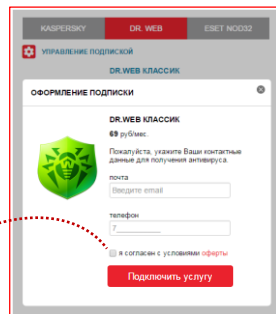 KASPERSKY DR. WEB ESET NOD32
УПРАВЛЕНИЕ ПОДПИСКОЙ
DR.WEB КЛАССИК
ОФОРМЛЕНИЕ ПОДПИСКИ
DR.WEB КЛАССИК
69 руб/мес.
Пожалуйста, укажите Ваши контактные
данные для получения антивируса.
почта
Введите email
телефон
7__________
я согласен с условиями оферты
Подключить услугу